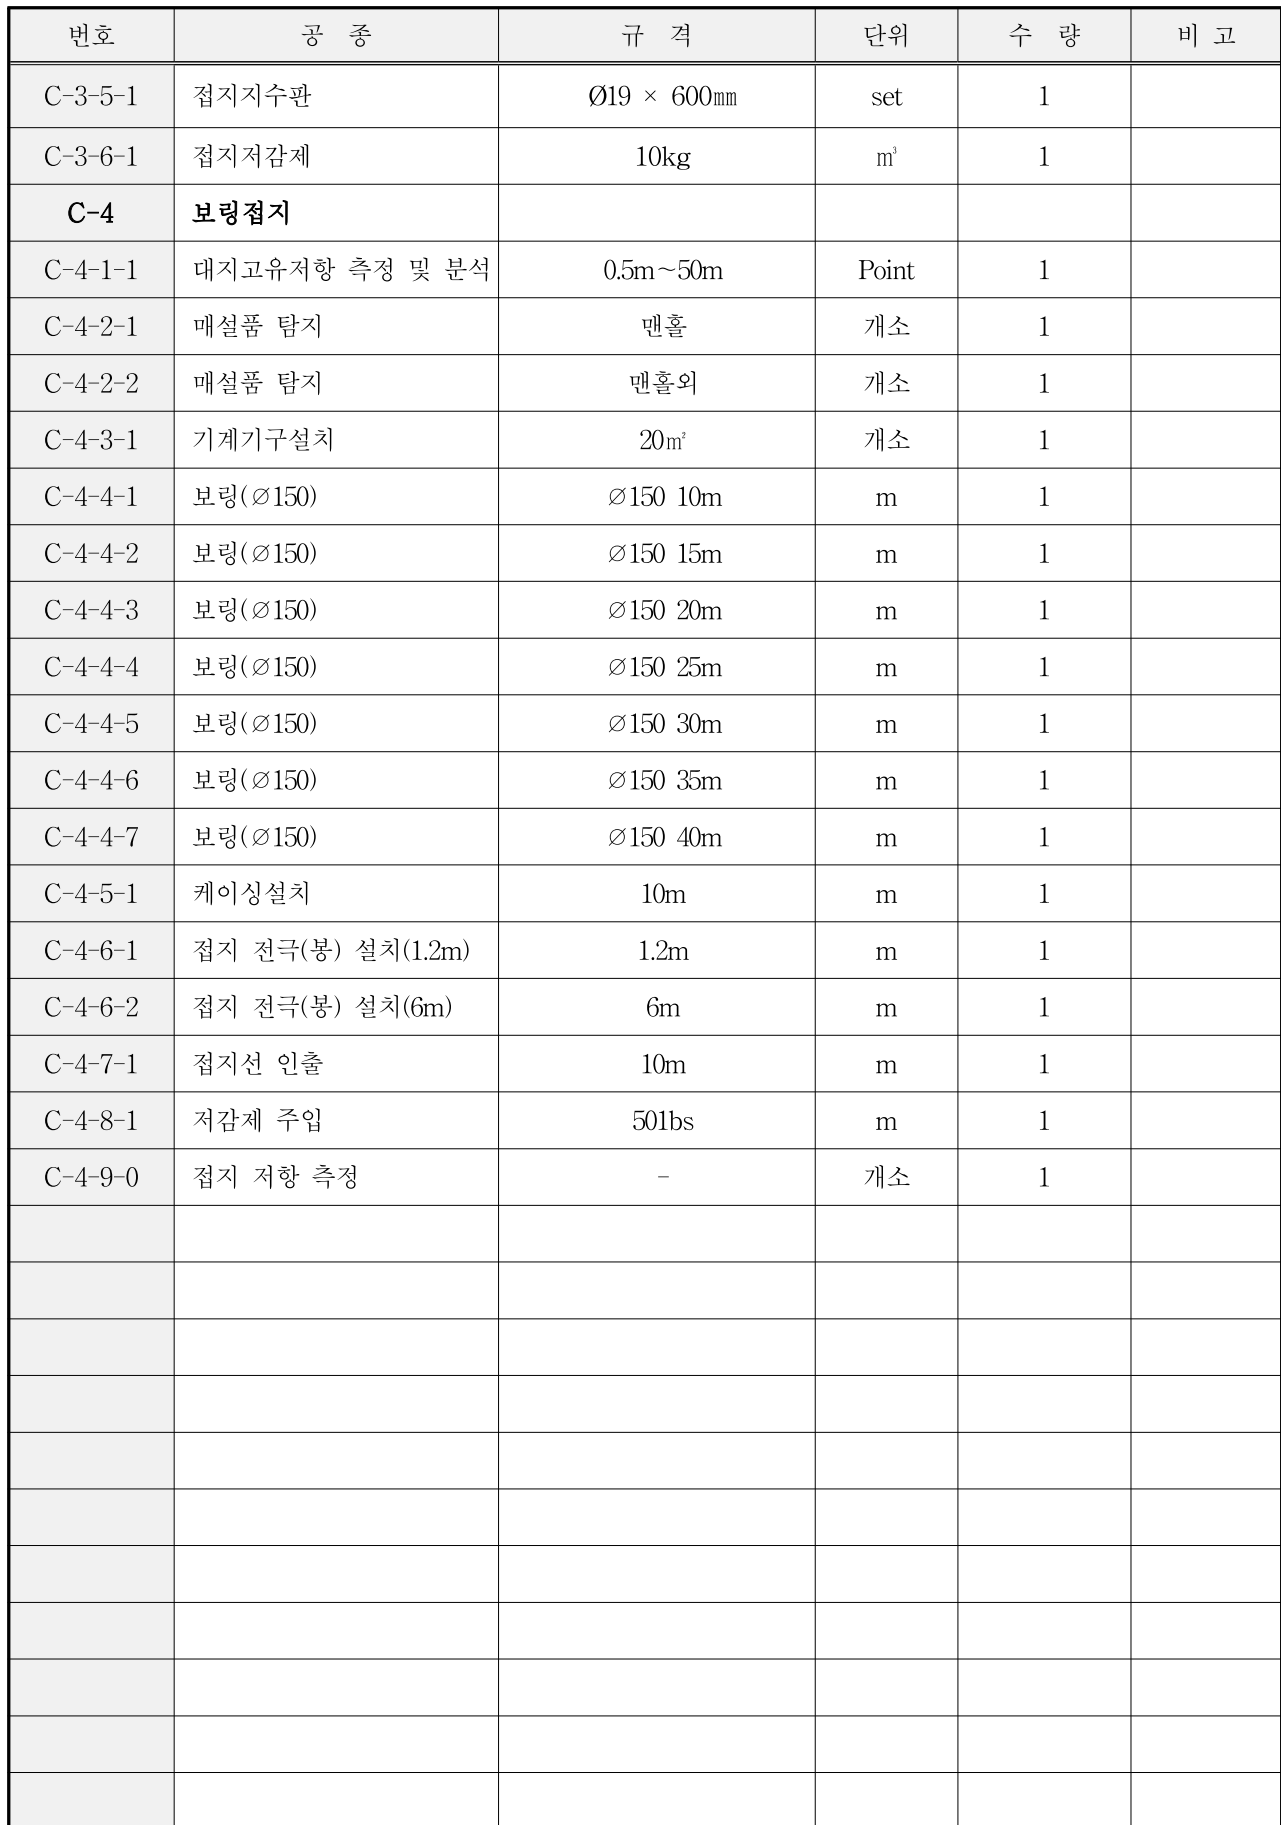 번호 공 종 규 격 단위 수 량 비 고
C-3-5-1 접지지수판 Ø19 × 600㎜ set 1
C-3-6-1 접지저감제 10kg ㎥ 1
C-4 보링접지
C-4-1-1 대지고유저항 측정 및 분석 0.5m~50m Point 1
C-4-2-1 매설품 탐지 맨홀 개소 1
C-4-2-2 매설품 탐지 맨홀외 개소 1
C-4-3-1 기계기구설치 20㎡ 개소 1
C-4-4-1 보링(∅150) ∅150 10m m 1
C-4-4-2 보링(∅150) ∅150 15m m 1
C-4-4-3 보링(∅150) ∅150 20m m 1
C-4-4-4 보링(∅150) ∅150 25m m 1
C-4-4-5 보링(∅150) ∅150 30m m 1
C-4-4-6 보링(∅150) ∅150 35m m 1
C-4-4-7 보링(∅150) ∅150 40m m 1
C-4-5-1 케이싱설치 10m m 1
C-4-6-1 접지 전극(봉) 설치(1.2m) 1.2m m 1
C-4-6-2 접지 전극(봉) 설치(6m) 6m m 1
C-4-7-1 접지선 인출 10m m 1
C-4-8-1 저감제 주입 501bs m 1
C-4-9-0 접지 저항 측정 - 개소 1